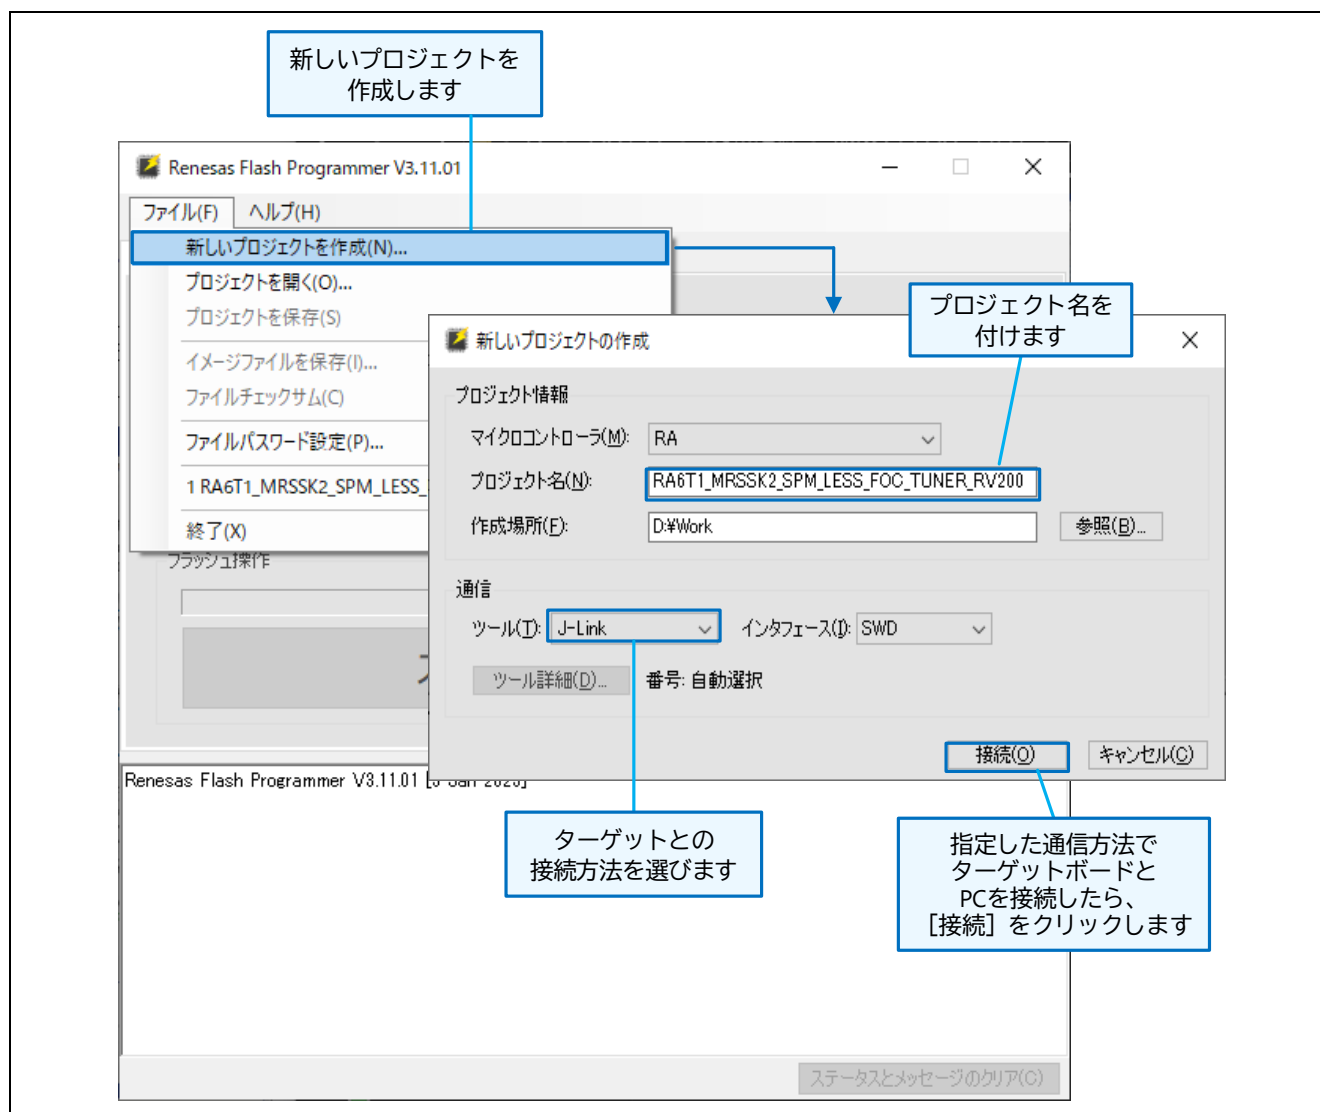 新しいプロジェクトを
作成します
Renesas Flash Programmer V3.11.01
ファイル(F) ヘルプ(H)
新しいプロジェクトを作成(N)...
プロジェクトを開く(O)...
プロジェクトを保存(S)
イメージファイルを保存(I)...
ファイルチェックサム(C)
ファイルパスワード設定(P)...
1 RA6T1_MRSSK2_SPM_LESS_
終了(X)
フラッシュ操作
プロジェクト名を
付けます
新しいプロジェクトの作成
プロジェクト情報
マイクロコントローラ(M): RA
プロジェクト名(N): RA6T1_MRSSK2_SPM_LESS_FOC_TUNER_RV200
作成場所(F): D:¥Work 参照(B)...
通信
ツール(T): J-Link インタフェース(I): SWD
ツール詳細(D)... 番号: 自動選択
接続(O) キャンセル(C)
Renesas Flash Programmer V3.11.01
ターゲットとの
接続方法を選びます
指定した通信方法で
ターゲットボードと
PCを接続したら、
［接続］をクリックします
ステータスとメッセージのクリア(C)